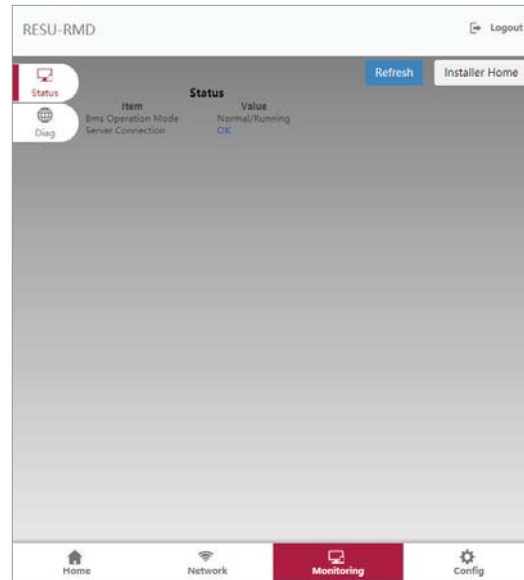 RESU-RMD
Logout
Refresh
Installer Home
Status
Diag
Status
Item Value
Bms Operation Mode Normal/Running
Server Connection OK
Home Network Monitoring Config